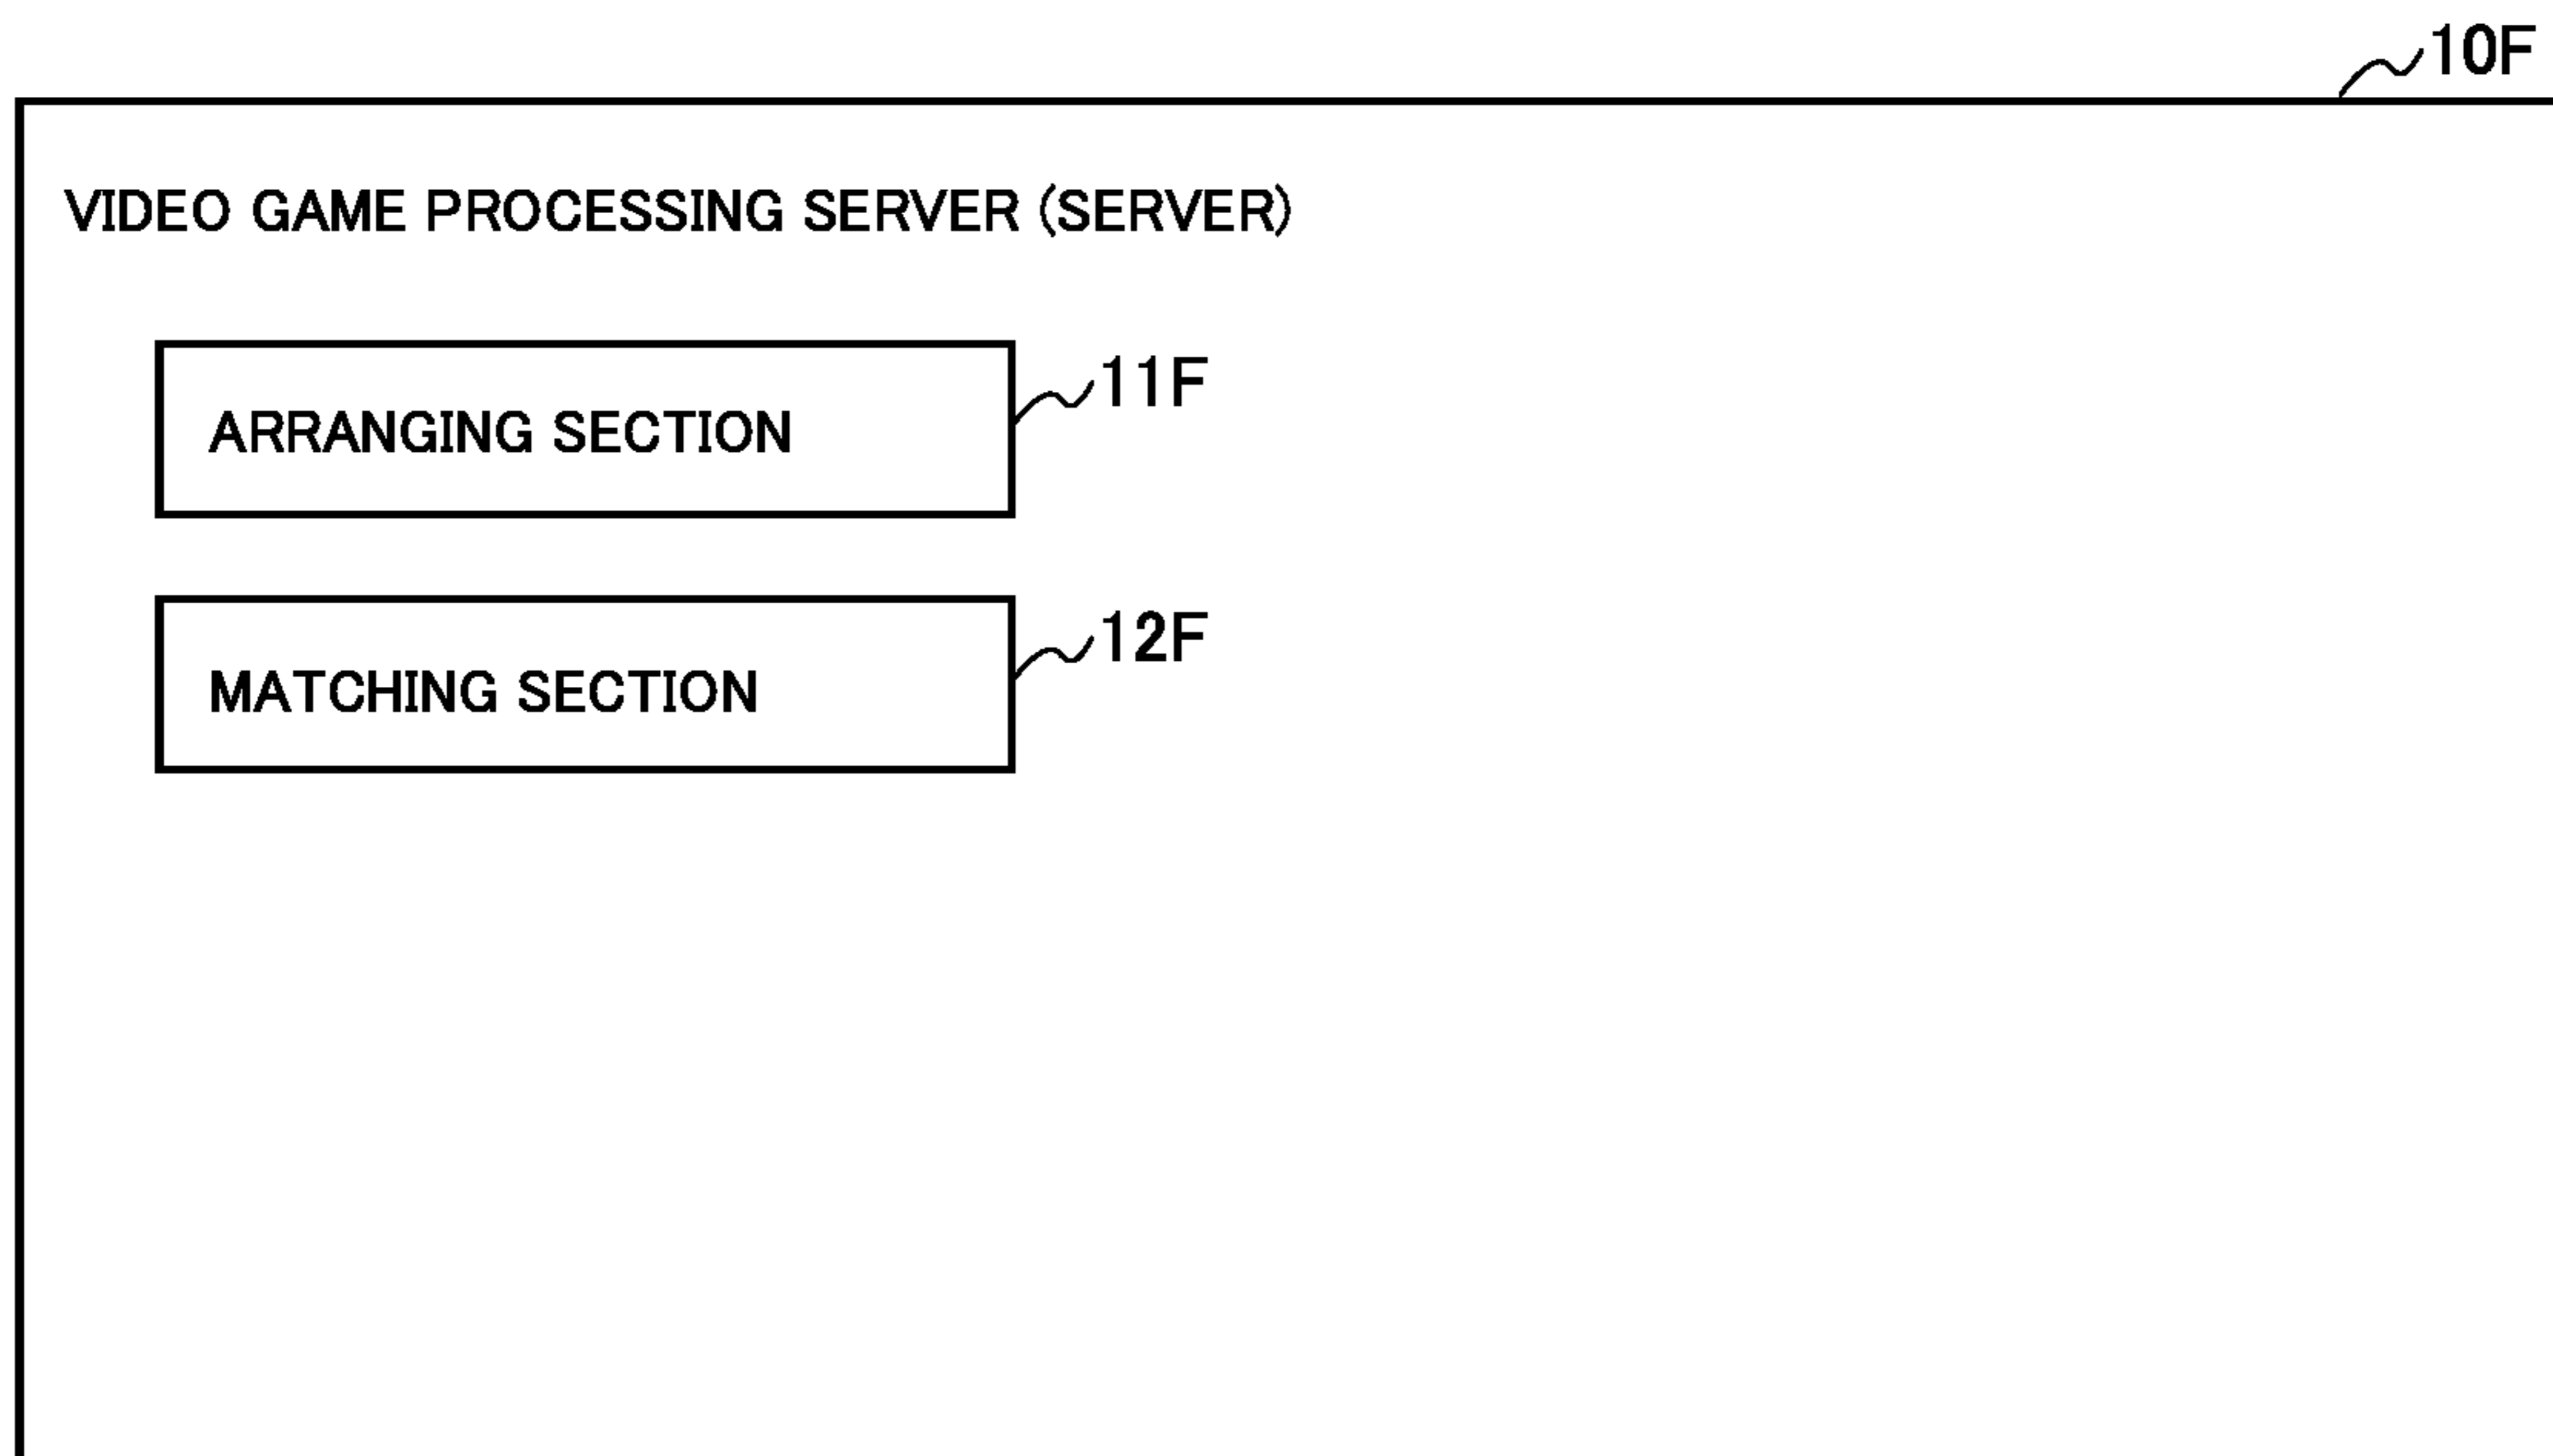 10F
VIDEO GAME PROCESSING SERVER (SERVER)
11F
ARRANGING SECTION
12F
MATCHING SECTION